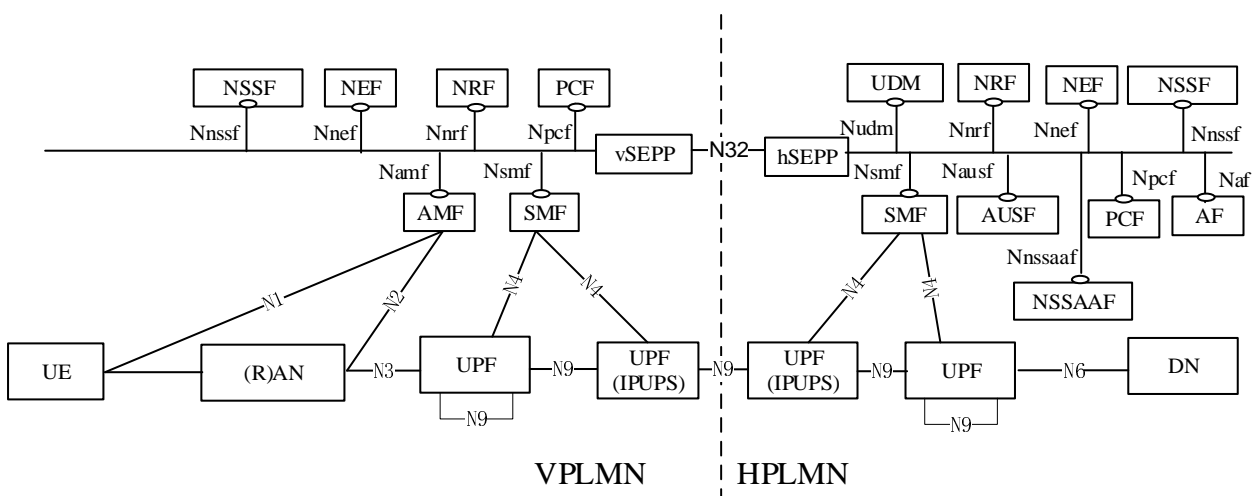 NSSF NEF NRF PCF UDM NRF NEF NSSF
Nnssf Nnef Nnrf Npcf Nudm Nnrf Nnef Nnssf
vSEPP N32 hSEPP
Namf Nsmf Nsmf Nausf Npcf Naf
AMF SMF SMF AUSF PCF AF
Nnssaaf
N1 N2 N4 N4 N4 N4
NSSAAF
UE (R)AN N3 UPF N9 UPF N9 UPF N9 UPF N6 DN
(IPUPS) (IPUPS)
N9 N9
VPLMN HPLMN